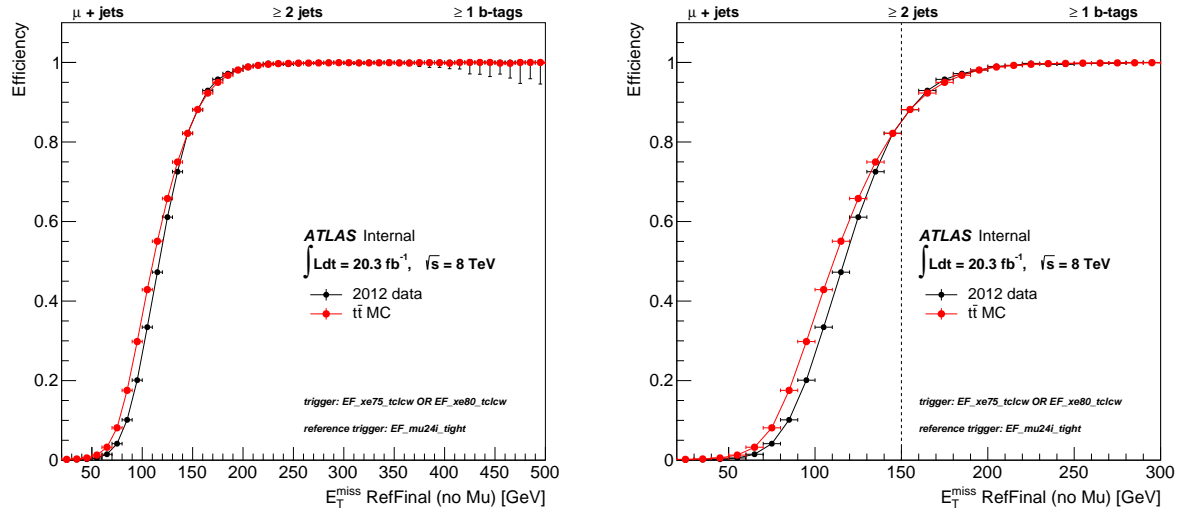 μ + jets ≥ 2 jets ≥ 1 b-tags
Efficiency
1
0.8
0.6
0.4
0.2
0
ATLAS Internal
∫Ldt = 20.3 fb⁻¹, √s = 8 TeV
2012 data
tt̄ MC
trigger: EF_xe75_tclcw OR EF_xe80_tclcw
reference trigger: EF_mu24i_tight
50 100 150 200 250 300 350 400 450 500
E_T^miss RefFinal (no Mu) [GeV]
μ + jets ≥ 2 jets ≥ 1 b-tags
Efficiency
1
0.8
0.6
0.4
0.2
0
ATLAS Internal
∫Ldt = 20.3 fb⁻¹, √s = 8 TeV
2012 data
tt̄ MC
trigger: EF_xe75_tclcw OR EF_xe80_tclcw
reference trigger: EF_mu24i_tight
50 100 150 200 250 300
E_T^miss RefFinal (no Mu) [GeV]